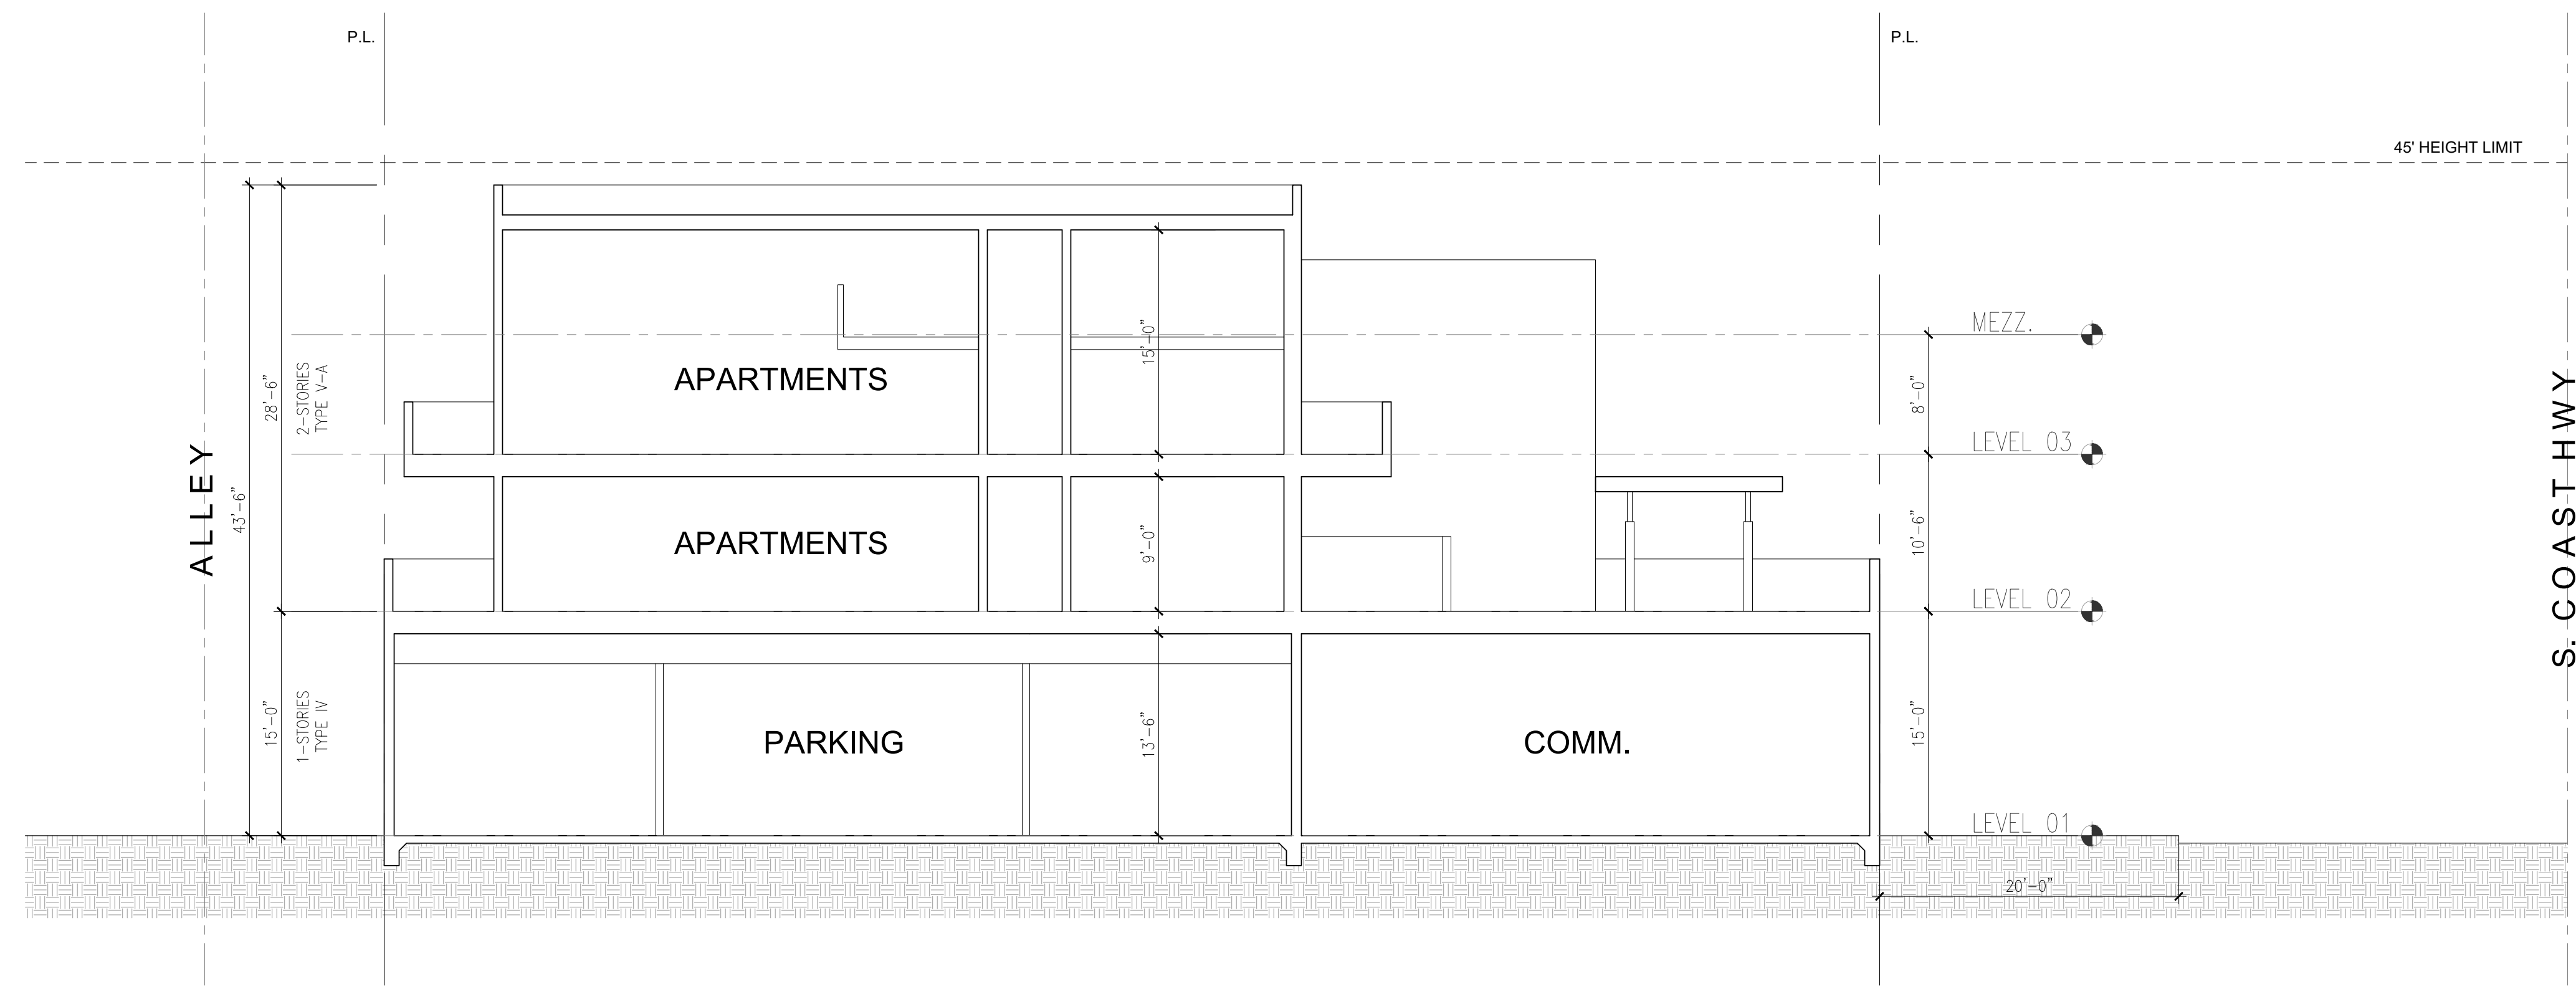 P.L.
P.L.
45' HEIGHT LIMIT
MEZZ.
15'-0"
APARTMENTS
28'-6"
2-STORIES
TYPE V-A
8'-0"
LEVEL 03
ALLEY
43'-6"
S. COAST HWY
APARTMENTS
9'-0"
10'-6"
LEVEL 02
15'-0"
1-STORIES
TYPE IV
PARKING
13'-6"
COMM.
15'-0"
LEVEL 01
20'-0"